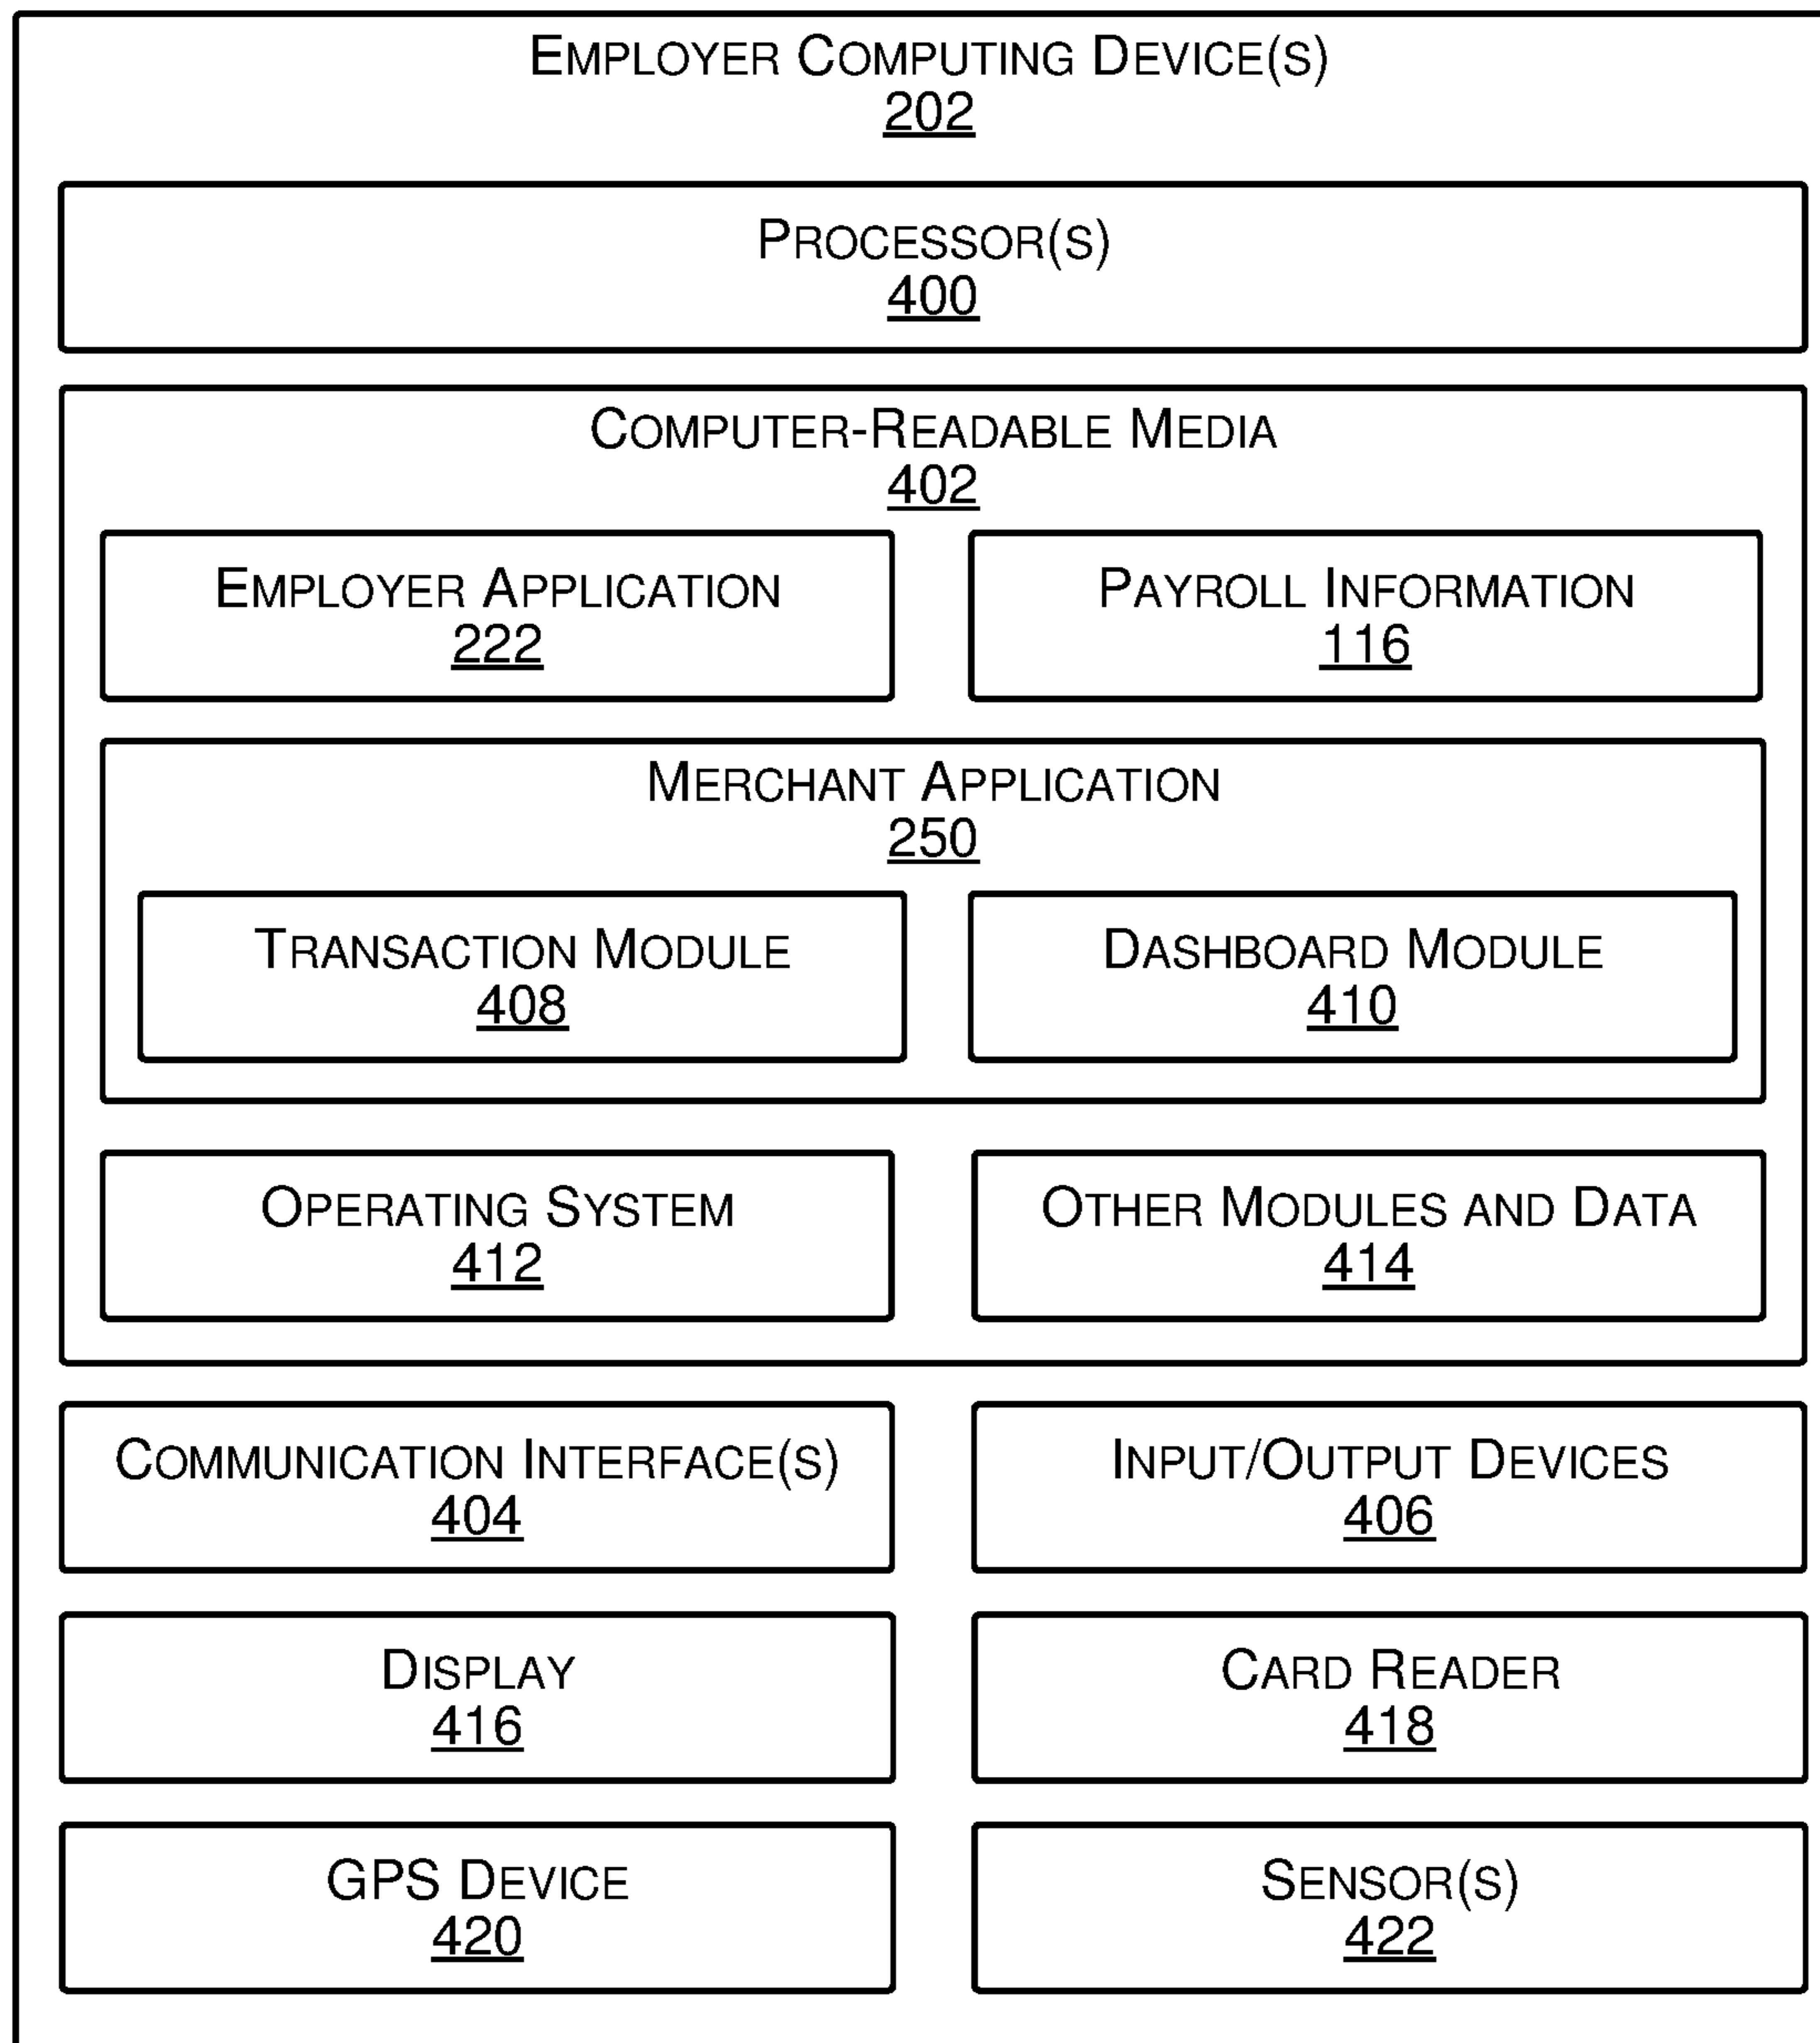 EMPLOYER COMPUTING DEVICE(S)
202
PROCESSOR(S)
400
COMPUTER-READABLE MEDIA
402
EMPLOYER APPLICATION
222
PAYROLL INFORMATION
116
MERCHANT APPLICATION
250
TRANSACTION MODULE
408
DASHBOARD MODULE
410
OPERATING SYSTEM
412
OTHER MODULES AND DATA
414
COMMUNICATION INTERFACE(S)
404
INPUT/OUTPUT DEVICES
406
DISPLAY
416
CARD READER
418
GPS DEVICE
420
SENSOR(S)
422